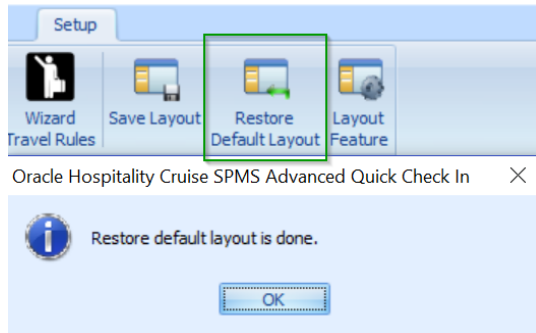 Setup
Wizard
Travel Rules
Save Layout
Restore
Default Layout
Layout
Feature
Oracle Hospitality Cruise SPMS Advanced Quick Check In
Restore default layout is done.
OK